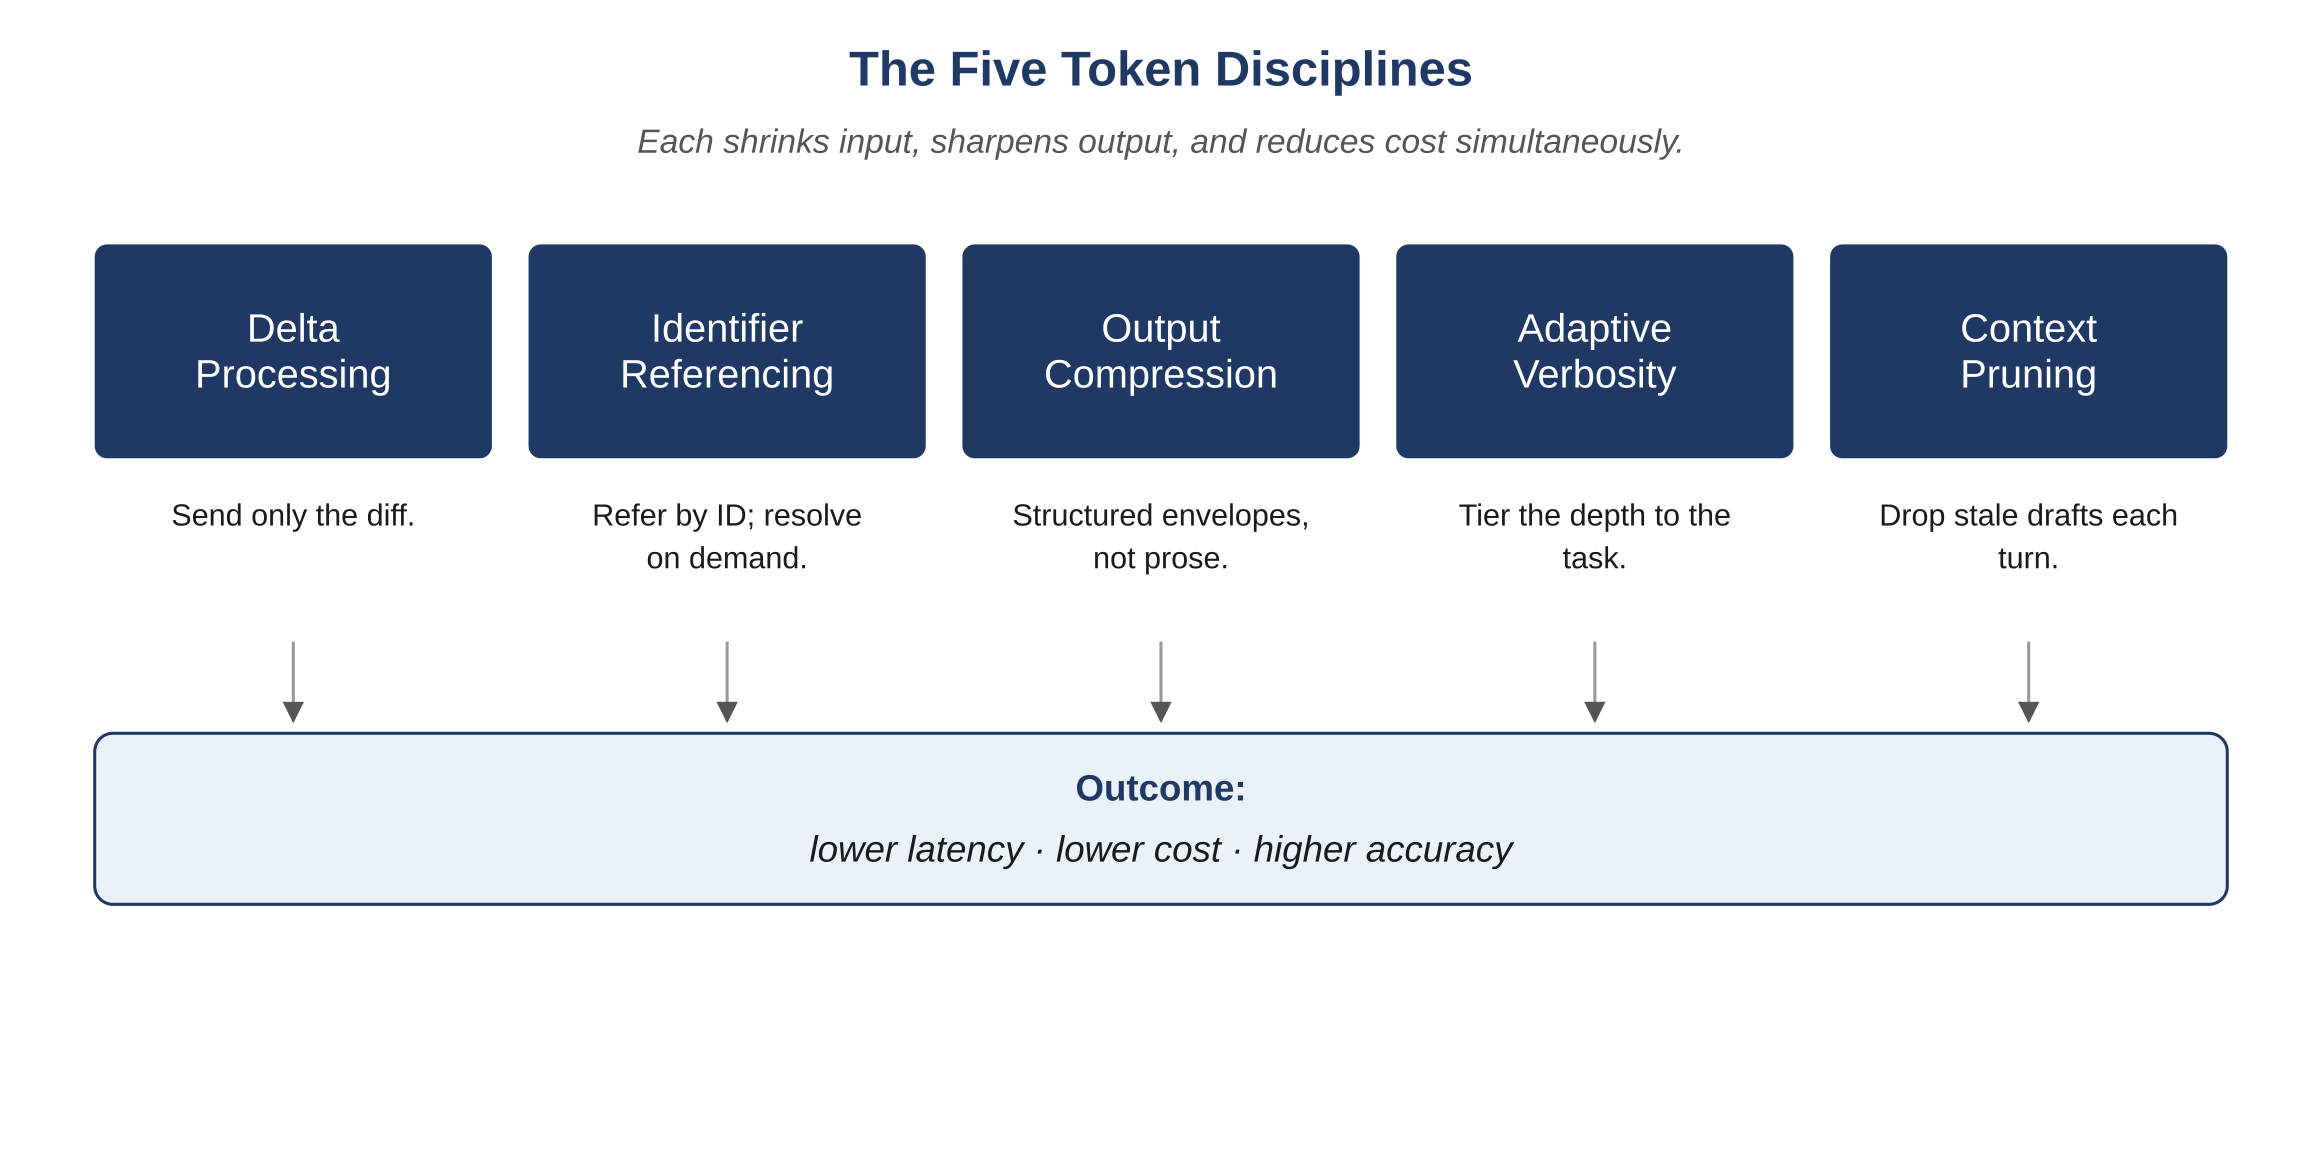 The Five Token Disciplines
Each shrinks input, sharpens output, and reduces cost simultaneously.
Delta
Processing
Identifier
Referencing
Output
Compression
Adaptive
Verbosity
Context
Pruning
Send only the diff.
Refer by ID; resolve
on demand.
Structured envelopes,
not prose.
Tier the depth to the
task.
Drop stale drafts each
turn.
Outcome:
lower latency · lower cost · higher accuracy